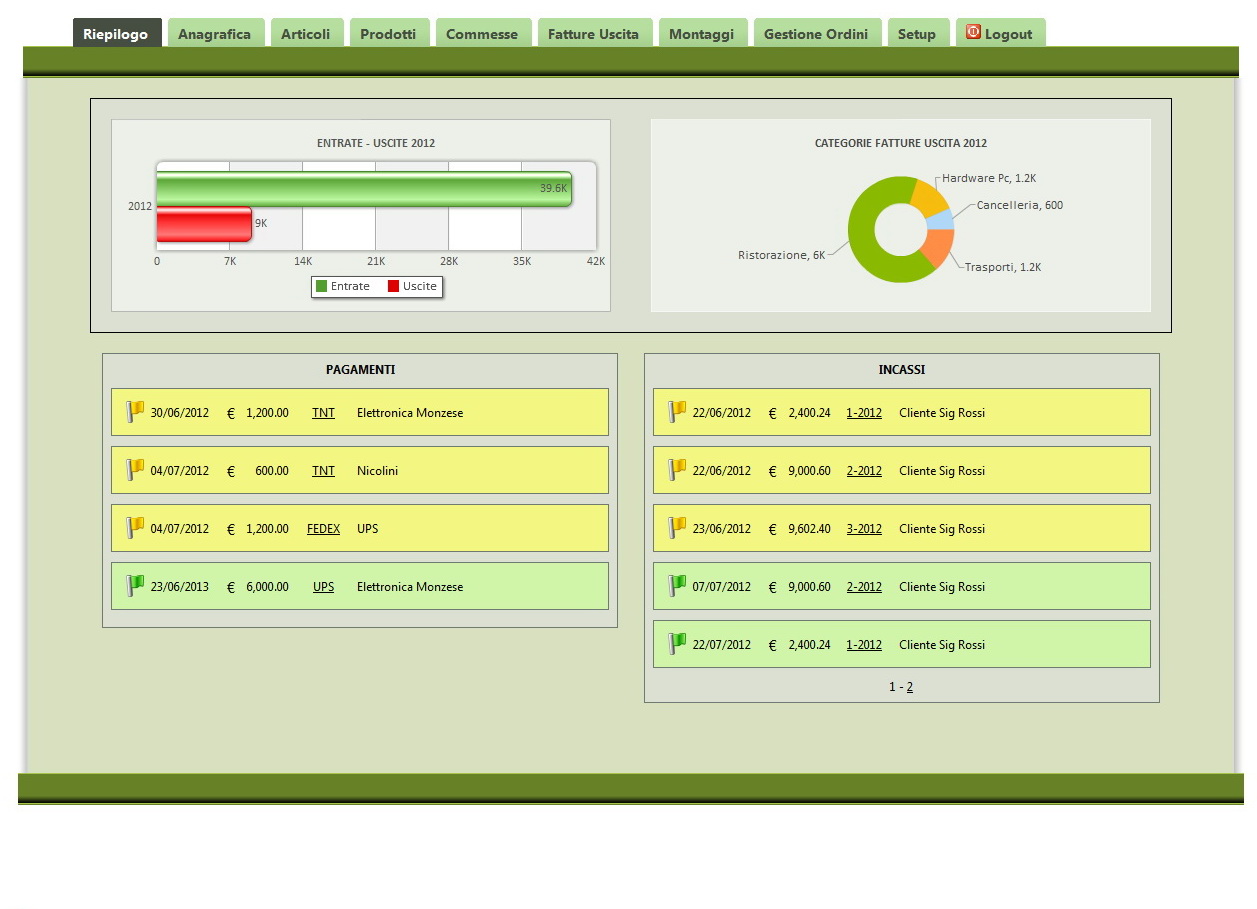 Riepilogo Anagrafica Articoli Prodotti Commesse Fatture Uscita Montaggi Gestione Ordini Setup Logout
ENTRATE - USCITE 2012
39.6K
2012
9K
0 7K 14K 21K 28K 35K 42K
Entrate Uscite
CATEGORIE FATTURE USCITA 2012
Hardware Pc, 1.2K
Cancelleria, 600
Ristorazione, 6K
Trasporti, 1.2K
PAGAMENTI
30/06/2012 € 1,200.00 TNT Elettronica Monzese
04/07/2012 € 600.00 TNT Nicolini
04/07/2012 € 1,200.00 FEDEX UPS
23/06/2013 € 6,000.00 UPS Elettronica Monzese
INCASSI
22/06/2012 € 2,400.24 1-2012 Cliente Sig Rossi
22/06/2012 € 9,000.60 2-2012 Cliente Sig Rossi
23/06/2012 € 9,602.40 3-2012 Cliente Sig Rossi
07/07/2012 € 9,000.60 2-2012 Cliente Sig Rossi
22/07/2012 € 2,400.24 1-2012 Cliente Sig Rossi
1 - 2